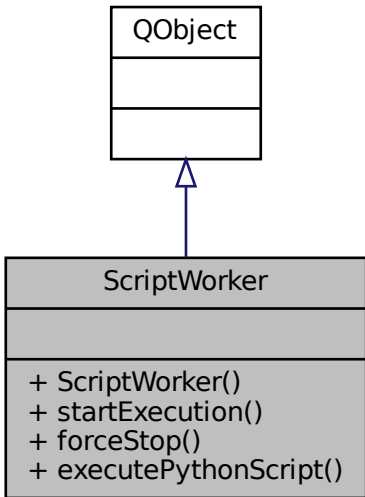 QObject
ScriptWorker
+ ScriptWorker()
+ startExecution()
+ forceStop()
+ executePythonScript()